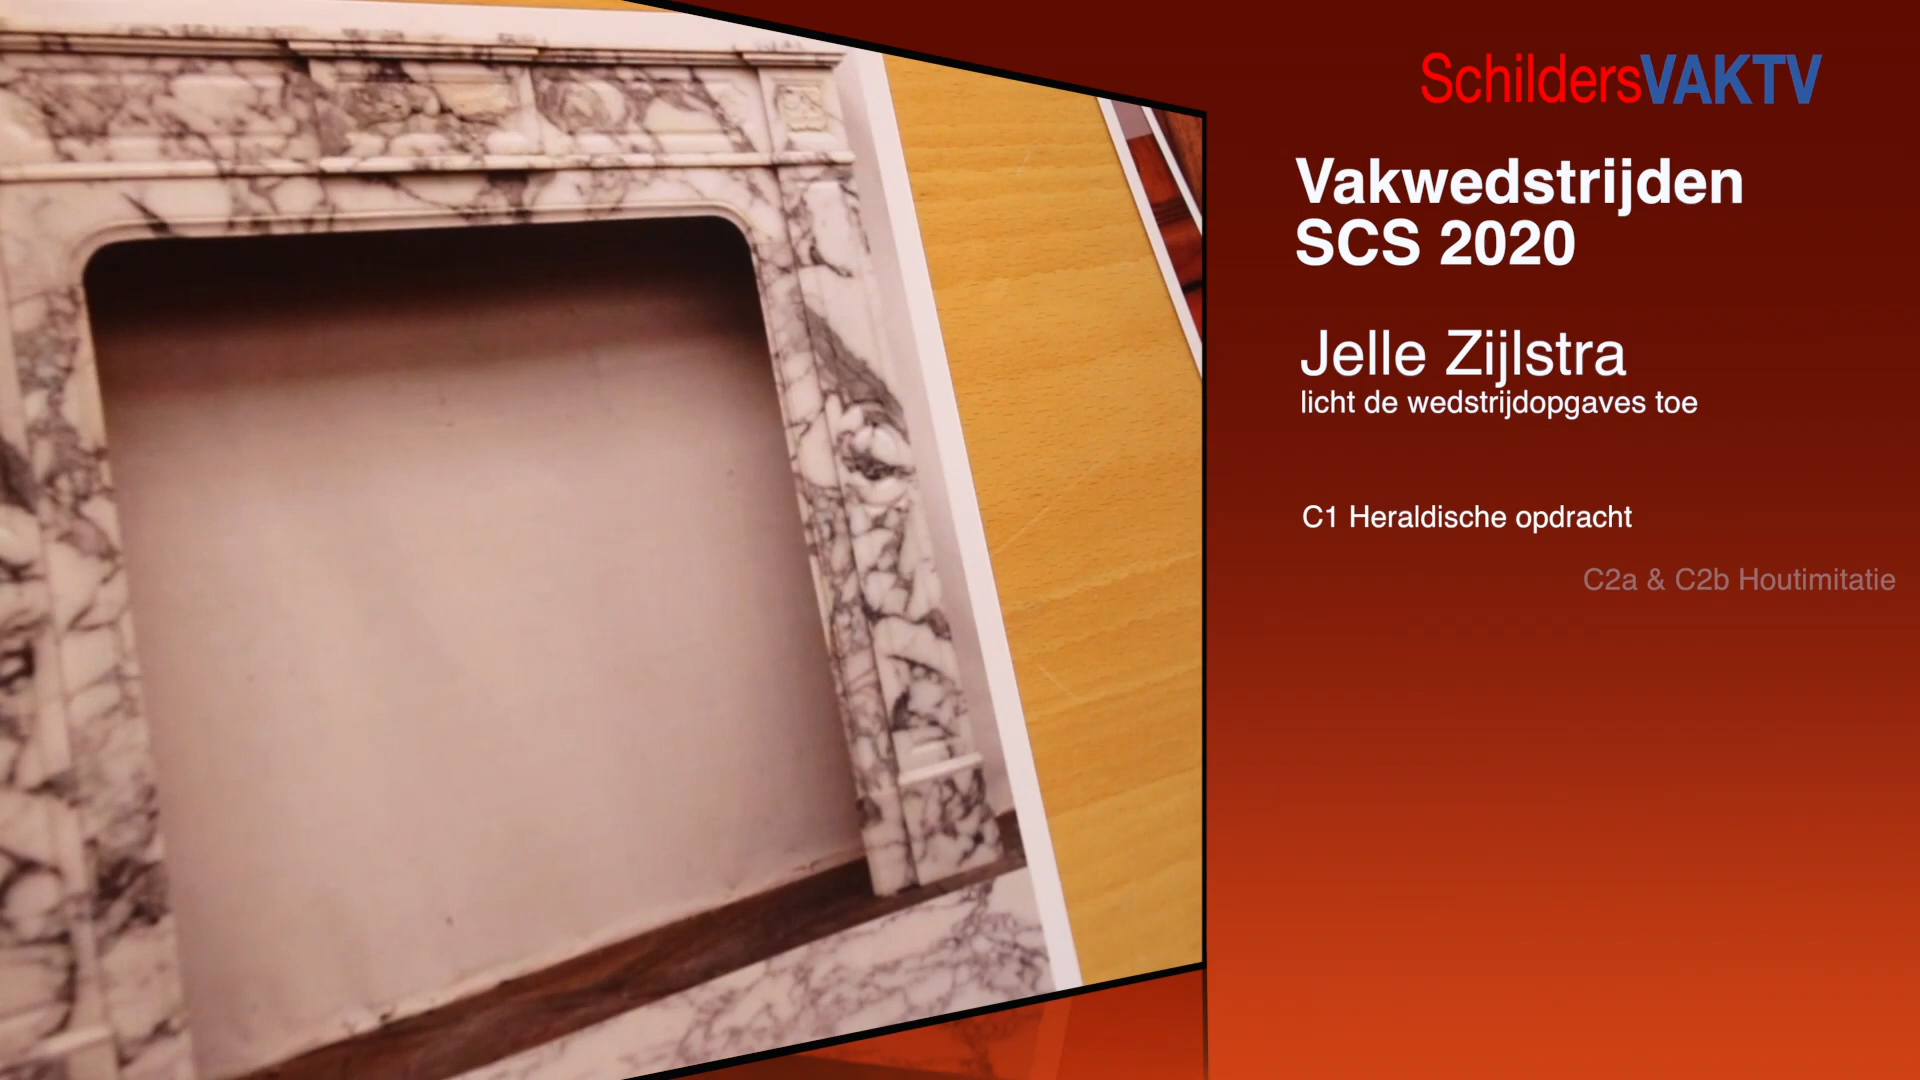 SchildersVAKTV
Vakwedstrijden
SCS 2020
Jelle Zijlstra
licht de wedstrijdopgaves toe
C1 Heraldische opdracht
C2a & C2b Houtimitatie